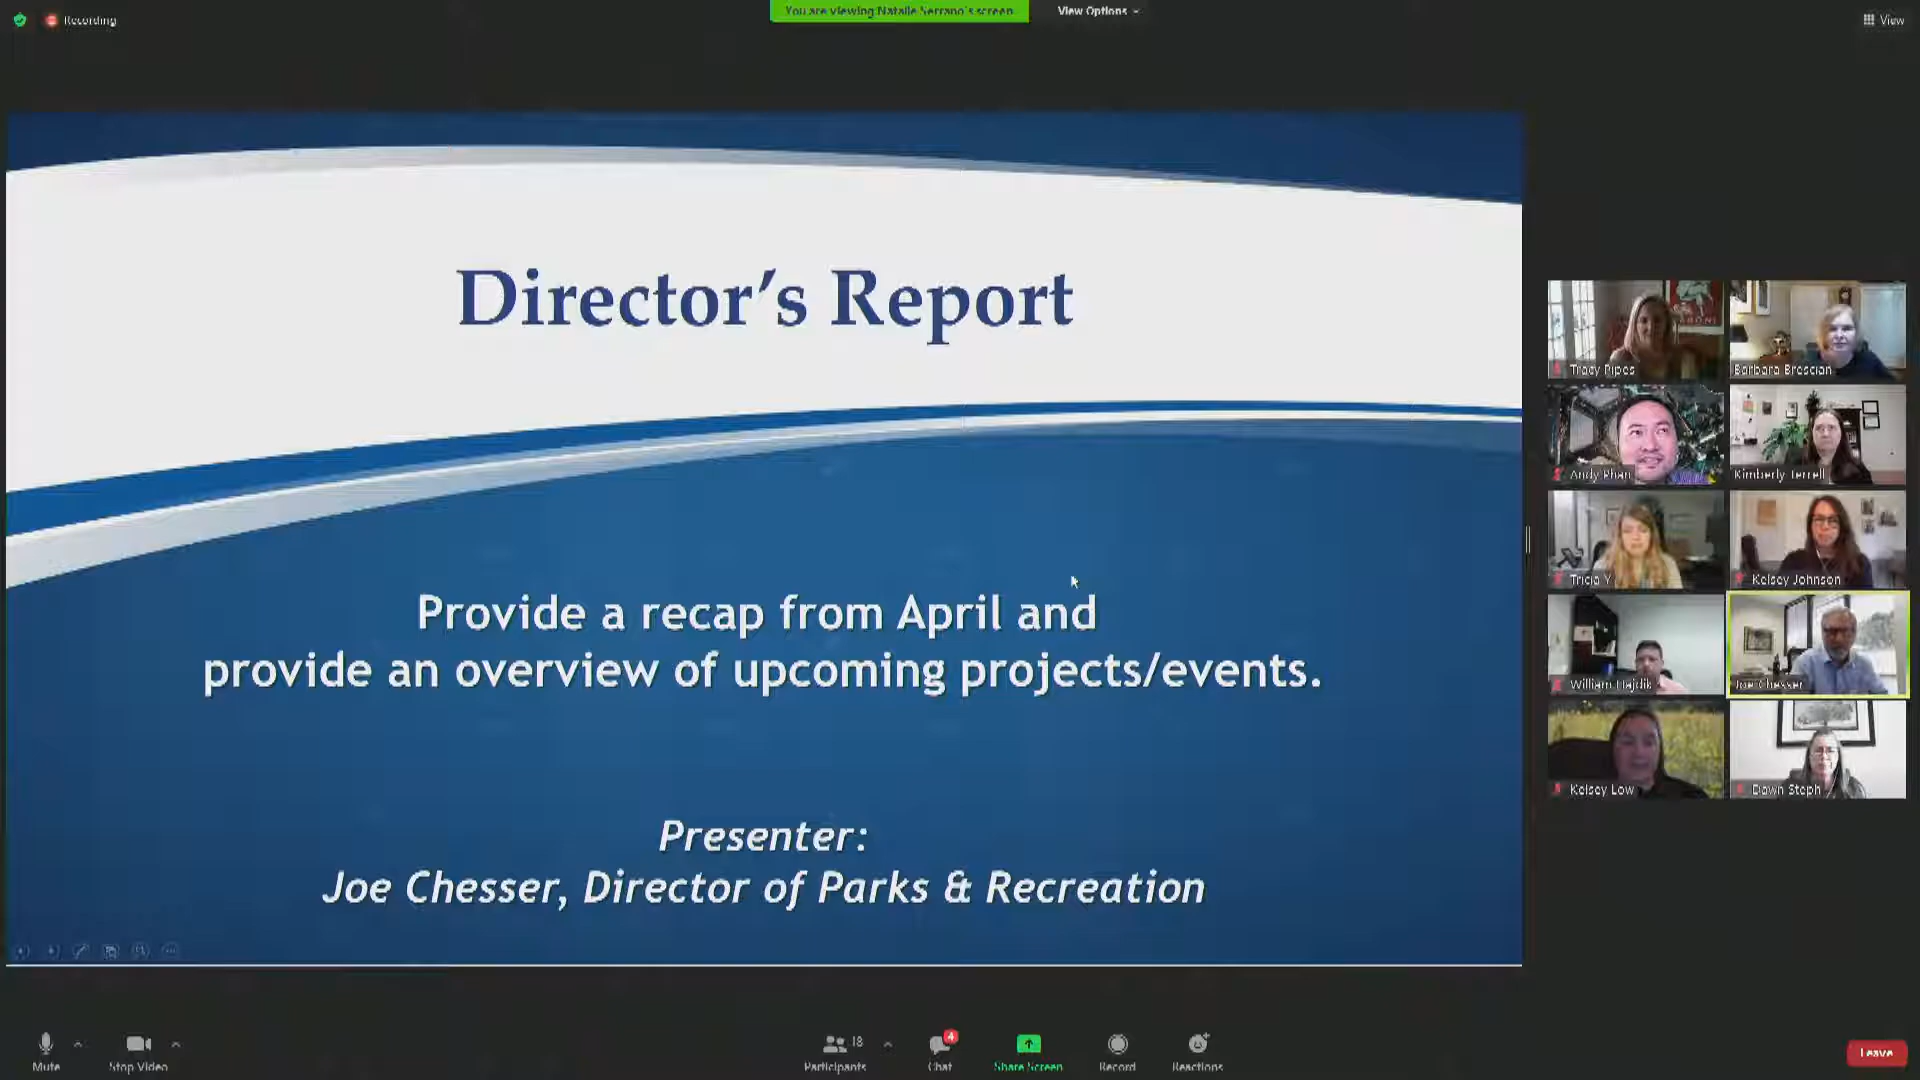 Recording
You are viewing Natalie Serrano's screen
View Options
View
Director's Report
Provide a recap from April and
provide an overview of upcoming projects/events.
Presenter:
Joe Chesser, Director of Parks & Recreation
Tracy Pipes
Barbara Brescian
Andy Phan
Kimberly Terrell
Tricia Y
Kelsey Johnson
William Hajdik
Joe Chesser
Kelsey Low
Dawn Steph
Mute
Stop Video
Participants
18
Chat
4
Share Screen
Record
Reactions
Leave